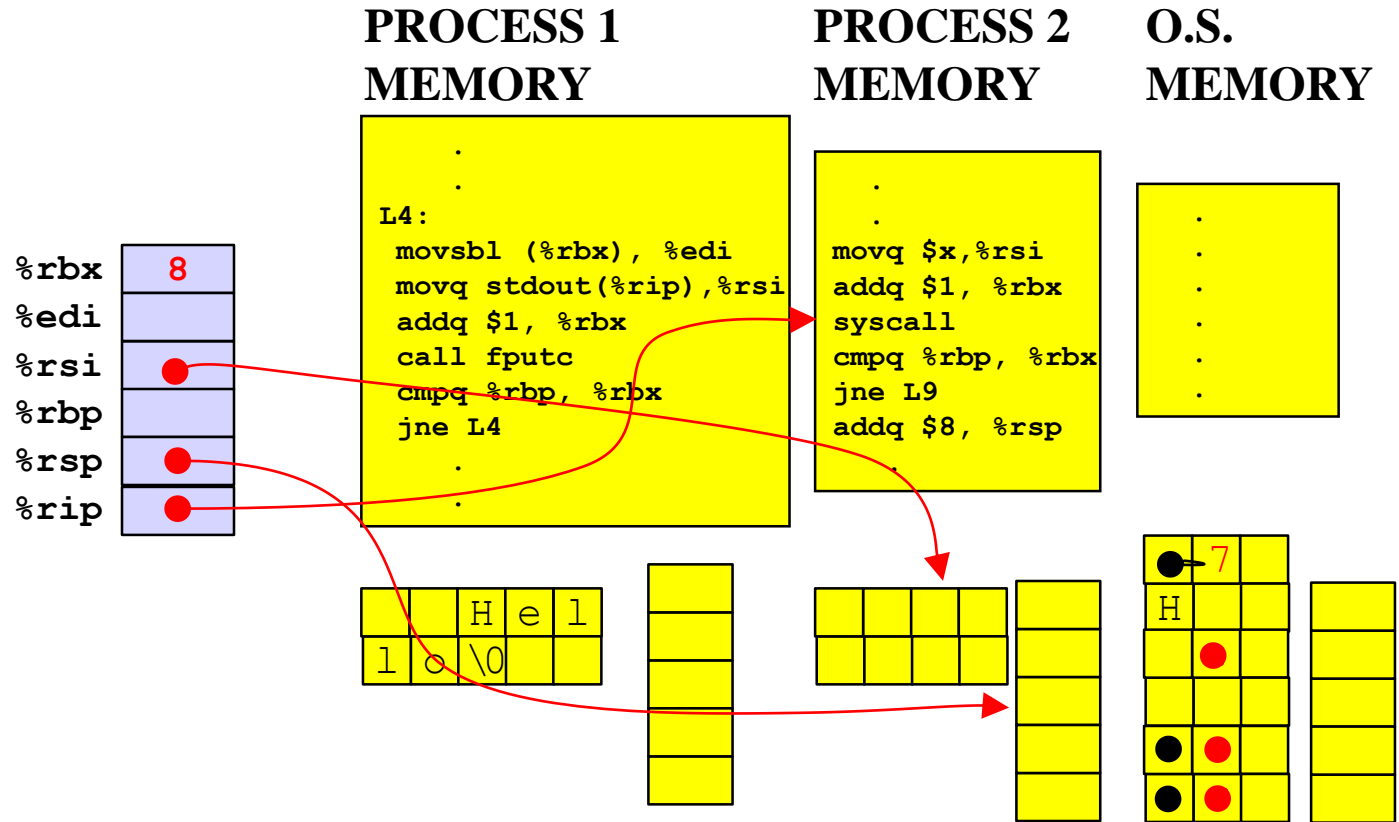 PROCESS 1
MEMORY
PROCESS 2
MEMORY
O.S.
MEMORY
%rbx 8
%edi
%rsi
%rbp
%rsp
%rip
.
.
L4:
movsbl (%rbx), %edi
movq stdout(%rip),%rsi
addq $1, %rbx
call fputc
cmpq %rbp, %rbx
jne L4
.
.
.
.
movq $x,%rsi
addq $1, %rbx
syscall
cmpq %rbp, %rbx
jne L9
addq $8, %rsp
.
.
.
.
.
.
H e l
l o \0
7
H